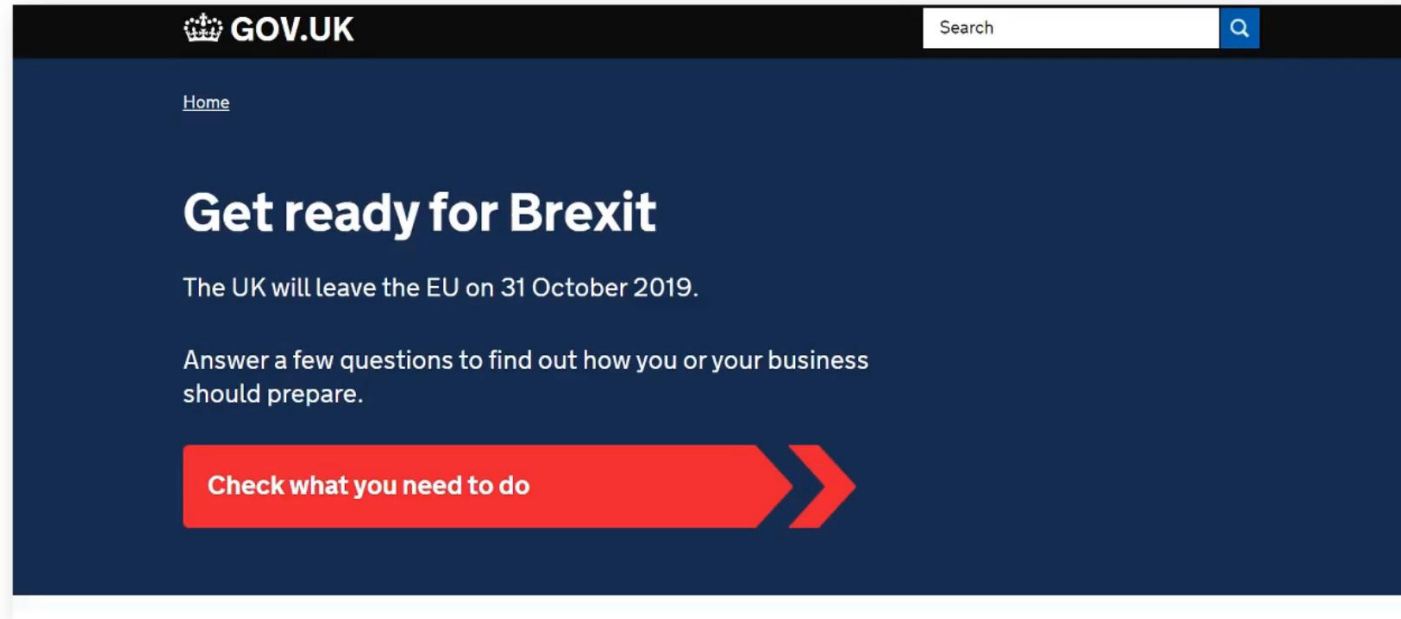 GOV.UK
Search
Home
Get ready for Brexit
The UK will leave the EU on 31 October 2019.
Answer a few questions to find out how you or your business
should prepare.
Check what you need to do